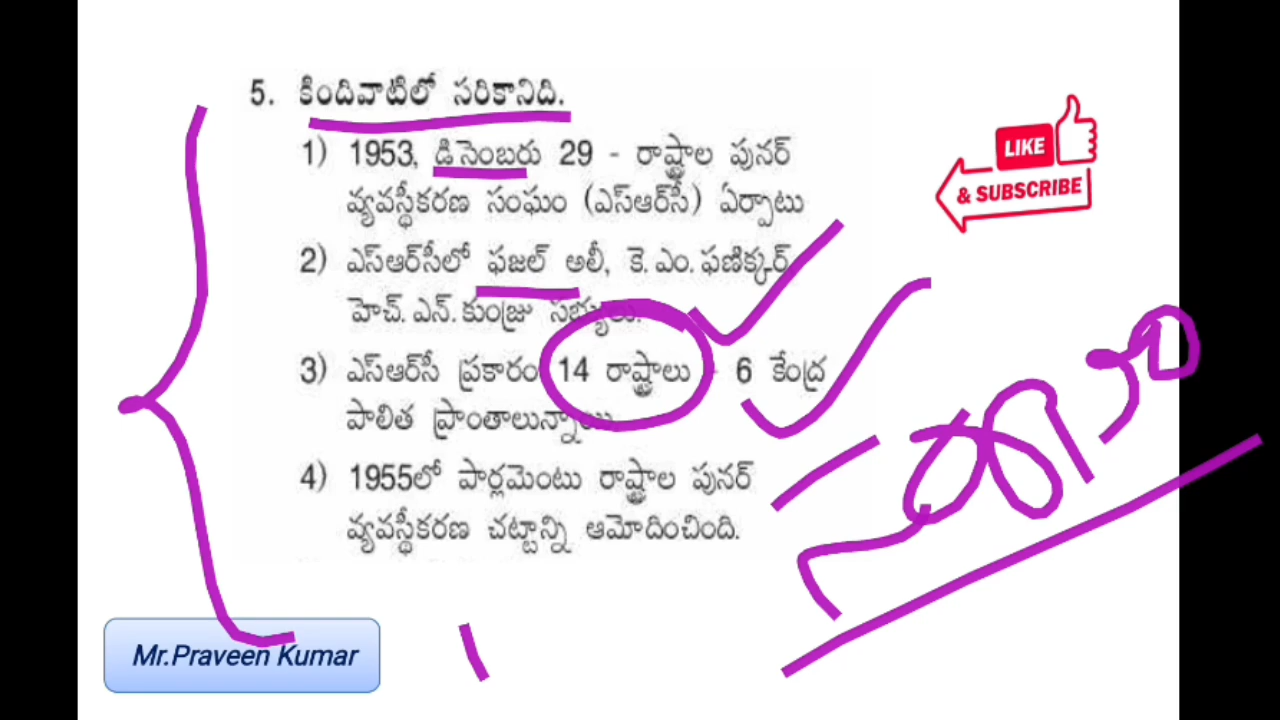 5. కిందివాటిలో సరికానిది.
1) 1953, డిసెంబరు 29 - రాష్ట్రాల పునర్
వ్యవస్థీకరణ సంఘం (ఎస్ఆర్‌సీ) ఏర్పాటు
2) ఎస్ఆర్‌సీలో ఫజల్ అలీ, కె. ఎం. ఫణిక్కర్,
హెచ్. ఎన్. కుంజ్రు సభ్యులు.
3) ఎస్ఆర్‌సీ ప్రకారం 14 రాష్ట్రాలు - 6 కేంద్ర
పాలిత ప్రాంతాలున్నాయి.
4) 1955లో పార్లమెంటు రాష్ట్రాల పునర్
వ్యవస్థీకరణ చట్టాన్ని ఆమోదించింది.
LIKE
& SUBSCRIBE
Mr.Praveen Kumar